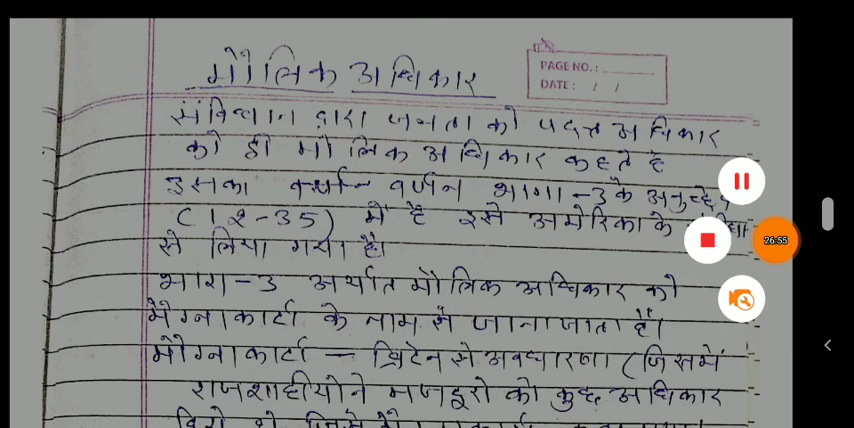 मौलिक अधिकार
PAGE NO.:
DATE: / /
संविधान द्वारा जनता को प्रदत्त अधिकार
को ही मौलिक अधिकार कहते है
इसका वर्णन भाग-3 के अनुच्छेद
(12-35) में है इसे अमेरिका के
से लिया गया है।
भाग-3 अर्थात मौलिक अधिकार को
मैग्नाकार्टा के नाम से जाना जाता है।
मैग्नाकार्टा - ब्रिटेन से अवधारणा (जिसमें
राजशाहीयोने मजदूरो को कुछ अधिकार
26:55